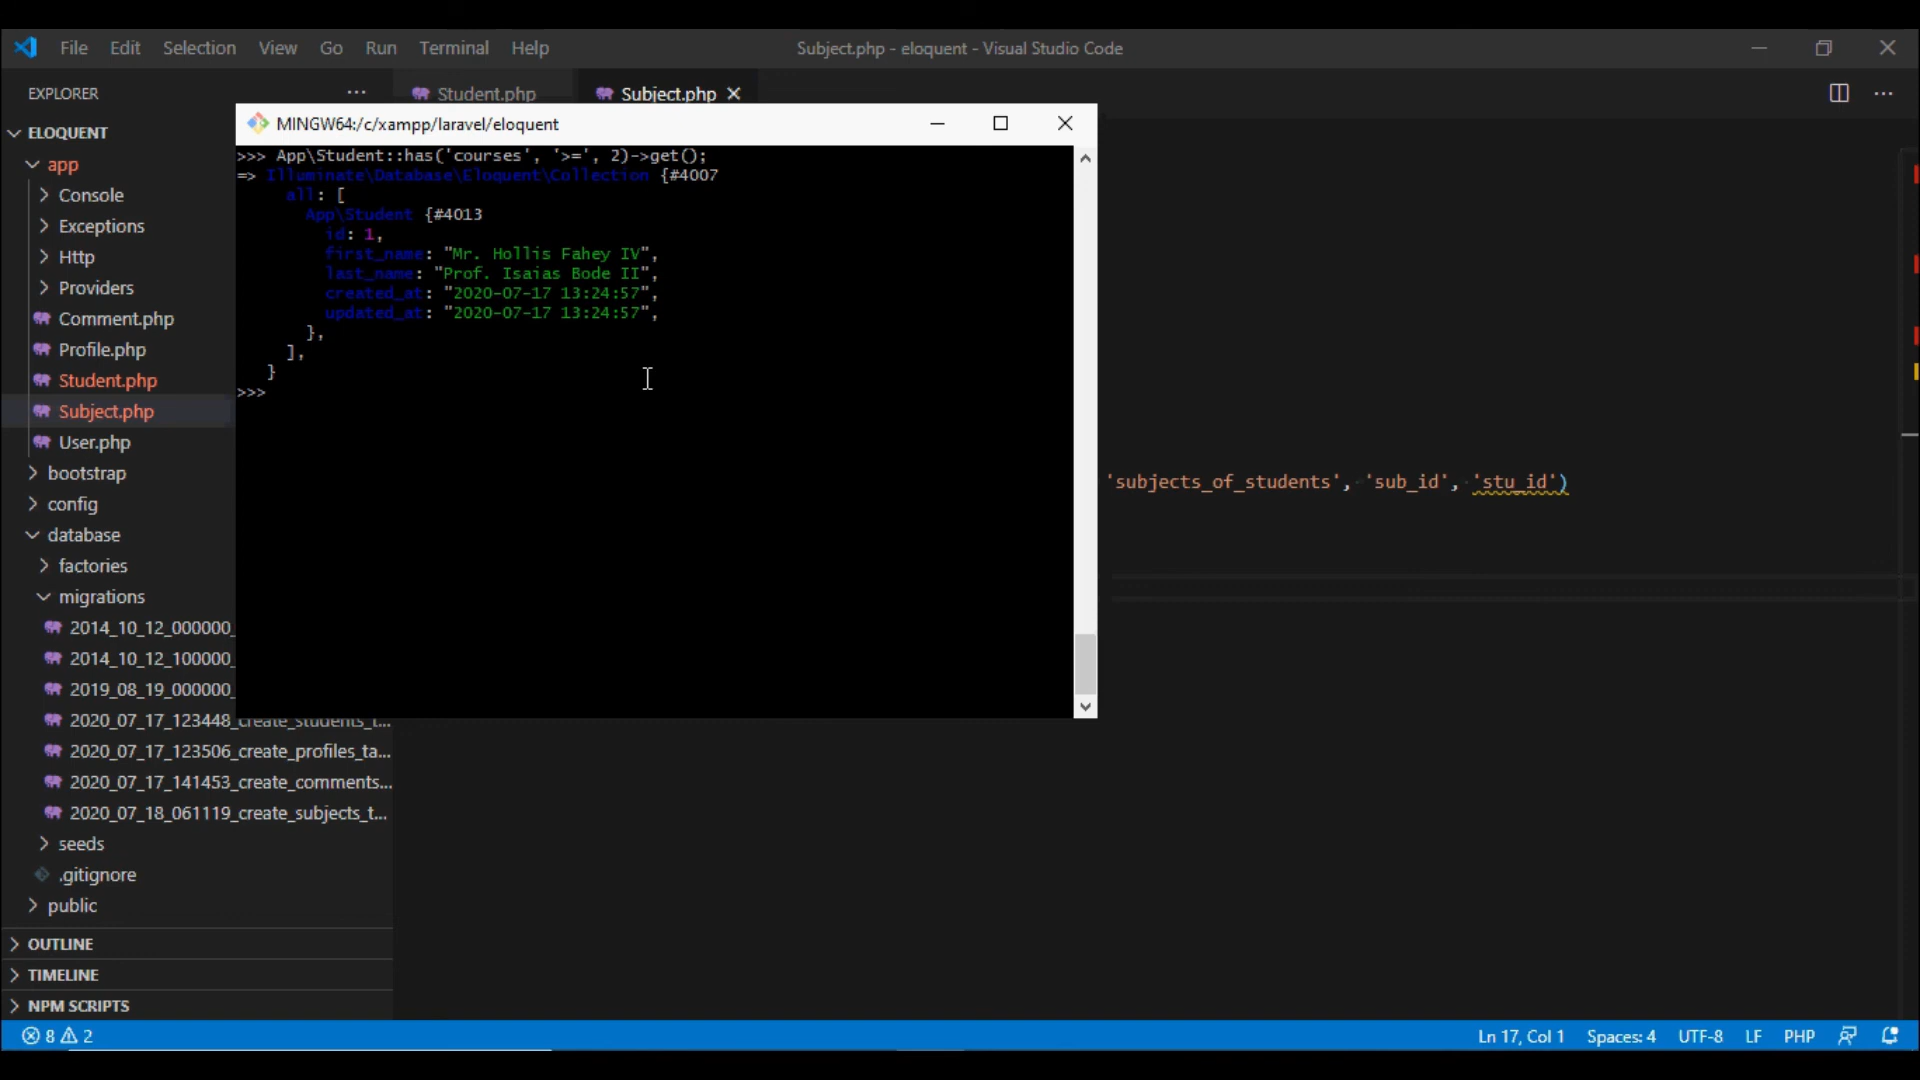 File Edit Selection View Go Run Terminal Help
Subject.php - eloquent - Visual Studio Code
EXPLORER
Student.php
Subject.php
ELOQUENT
app
Console
Exceptions
Http
Providers
Comment.php
Profile.php
Student.php
Subject.php
User.php
bootstrap
config
database
factories
migrations
2014_10_12_000000_
2014_10_12_100000_
2019_08_19_000000_
2020_07_17_123448_create_students_t...
2020_07_17_123506_create_profiles_ta...
2020_07_17_141453_create_comments...
2020_07_18_061119_create_subjects_t...
seeds
.gitignore
public
OUTLINE
TIMELINE
NPM SCRIPTS
MINGW64:/c/xampp/laravel/eloquent
>>> App\Student::has('courses', '>=', 2)->get();
=> Illuminate\Database\Eloquent\Collection {#4007
all: [
App\Student {#4013
id: 1,
first_name: "Mr. Hollis Fahey IV",
last_name: "Prof. Isaias Bode II",
created_at: "2020-07-17 13:24:57",
updated_at: "2020-07-17 13:24:57",
},
],
}
>>>
'subjects_of_students', 'sub_id', 'stu_id')
8 2
Ln 17, Col 1 Spaces: 4 UTF-8 LF PHP